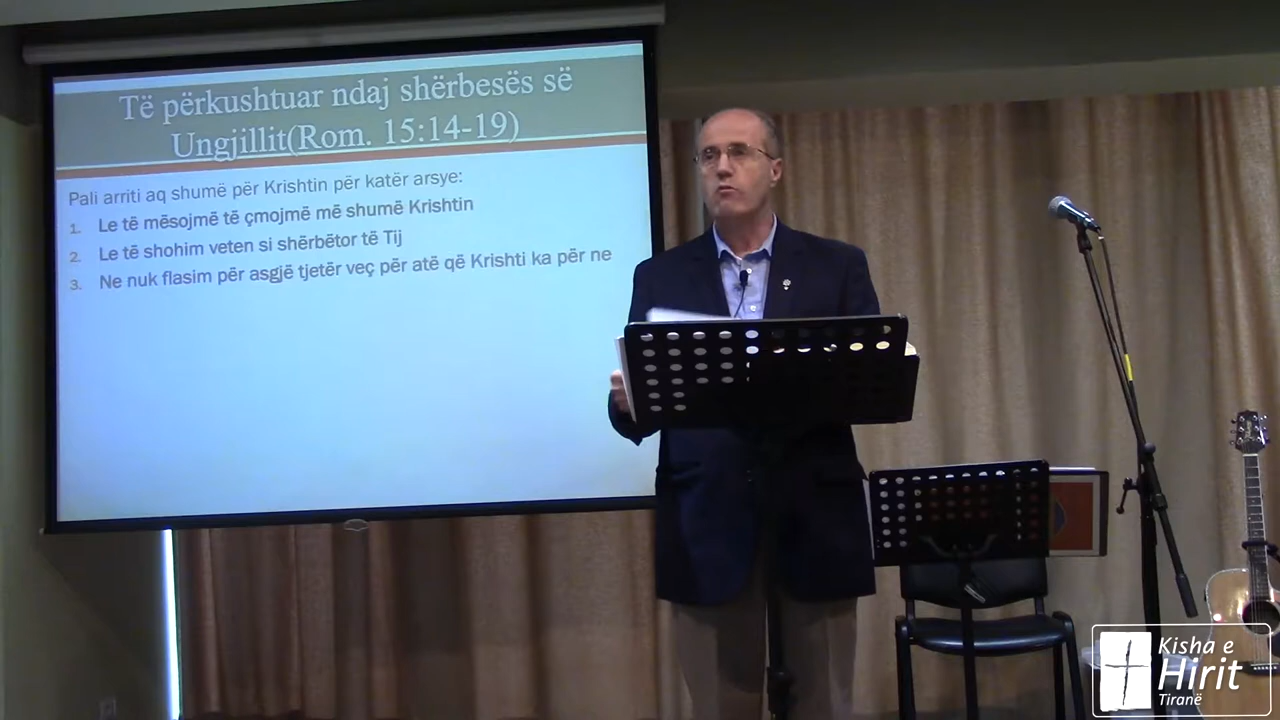 Të përkushtuar ndaj shërbesës së
Ungjillit(Rom. 15:14-19)
Pali arriti aq shumë për Krishtin për katër arsye:
1. Le të mësojmë të çmojmë më shumë Krishtin
2. Le të shohim veten si shërbëtor të Tij
3. Ne nuk flasim për asgjë tjetër veç për atë që Krishti ka për ne
Kisha e
Hirit
Tiranë